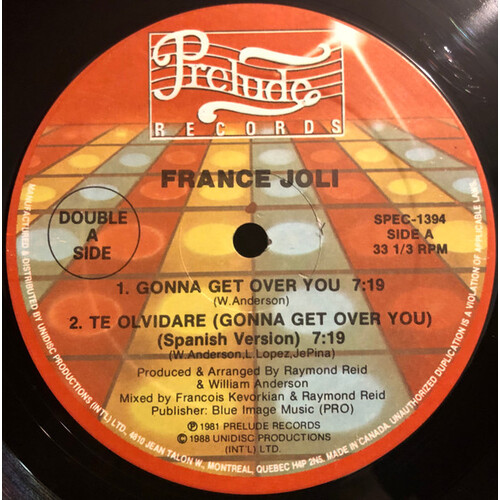 Prelude
RECORDS
FRANCE JOLI
DOUBLE
A
SIDE
SPEC-1394
SIDE A
33 1/3 RPM
1. GONNA GET OVER YOU 7:19
(W.Anderson)
2. TE OLVIDARE (GONNA GET OVER YOU)
(Spanish Version) 7:19
(W.Anderson,L.Lopez,JePina)
Produced & Arranged By Raymond Reid
& William Anderson
Mixed by Francois Kevorkian & Raymond Reid
Publisher: Blue Image Music (PRO)
℗ 1981 PRELUDE RECORDS
© 1988 UNIDISC PRODUCTIONS
(INT'L) LTD.
MANUFACTURED & DISTRIBUTED BY UNIDISC PRODUCTIONS (INT'L) LTD., 4810 JEAN TALON W., MONTREAL, QUEBEC H4P 2N5. MADE IN CANADA. UNAUTHORIZED DUPLICATION IS A VIOLATION OF APPLICABLE LAWS.